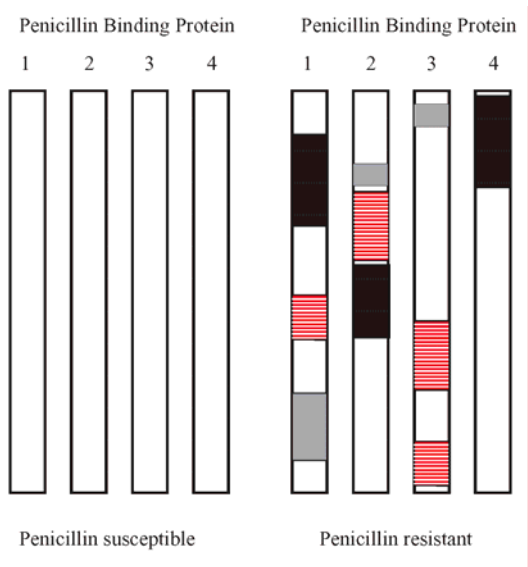 Penicillin Binding Protein
1 2 3 4
Penicillin susceptible
Penicillin Binding Protein
1 2 3 4
Penicillin resistant